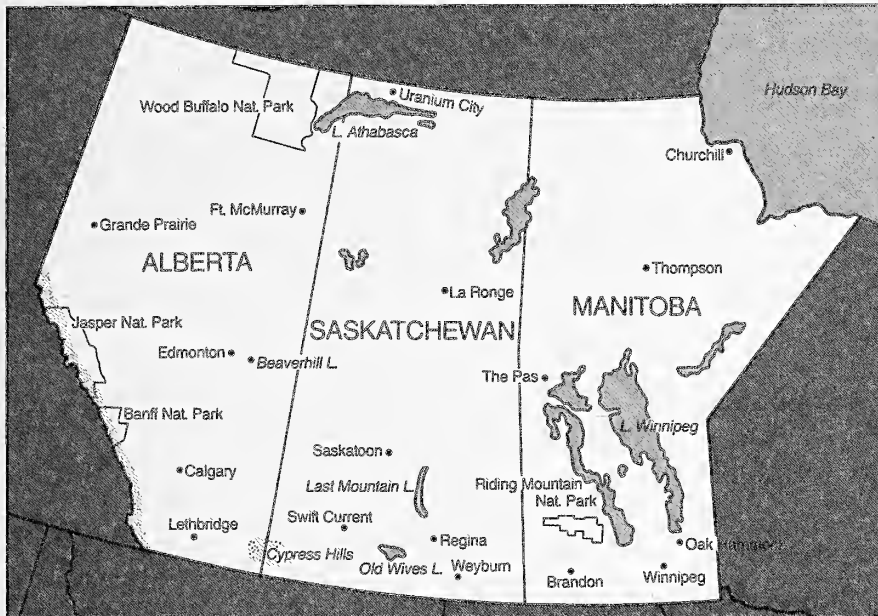 Hudson Bay
Wood Buffalo Nat. Park
Uranium City
L. Athabasca
Churchill
Ft. McMurray
Grande Prairie
ALBERTA
Thompson
La Ronge
MANITOBA
Jasper Nat. Park
SASKATCHEWAN
Edmonton
Beaverhill L.
The Pas
Banff Nat. Park
L. Winnipeg
Saskatoon
Calgary
Last Mountain L.
Riding Mountain
Nat. Park
Swift Current
Lethbridge
Regina
Oak Hammock
Cypress Hills
Old Wives L.
Weyburn
Brandon
Winnipeg